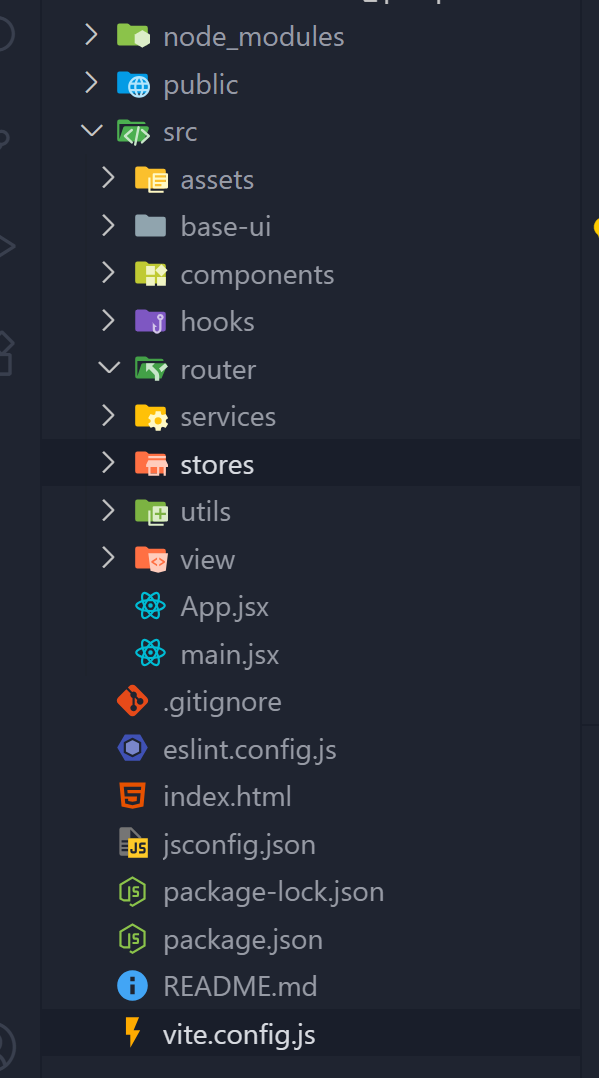 node_modules
public
src
assets
base-ui
components
hooks
router
services
stores
utils
view
App.jsx
main.jsx
.gitignore
eslint.config.js
index.html
jsconfig.json
package-lock.json
package.json
README.md
vite.config.js